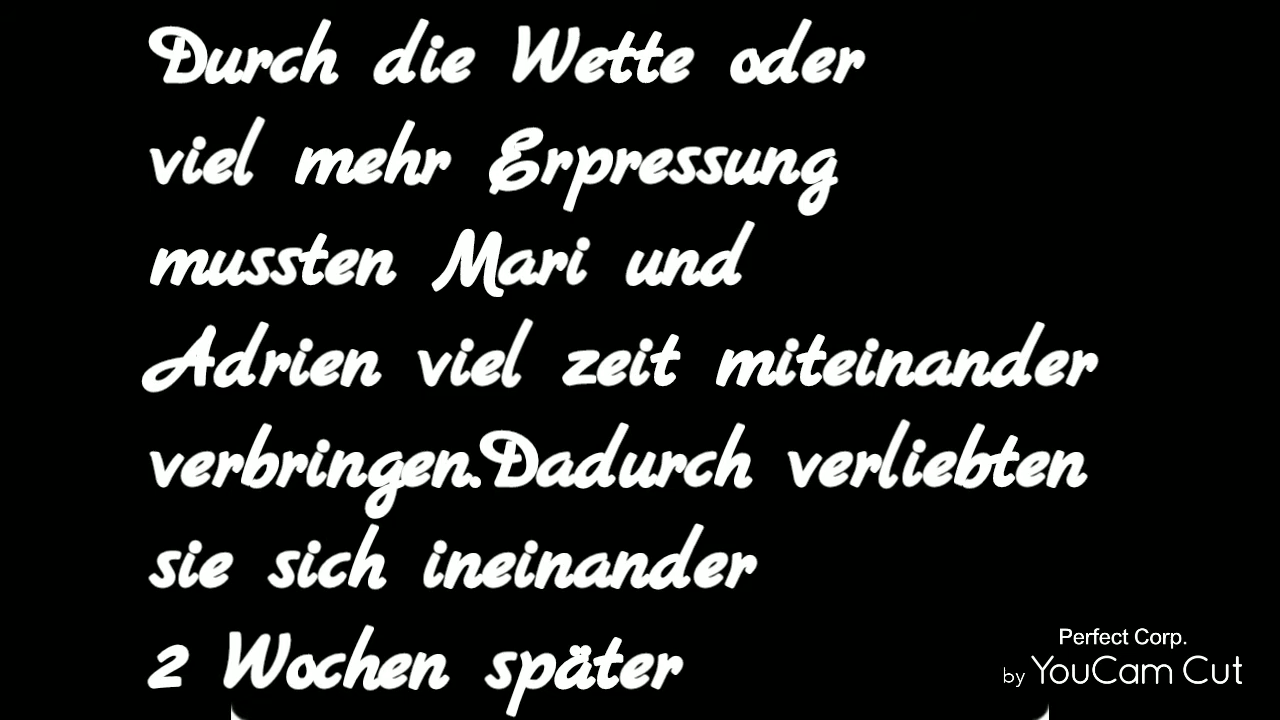 Durch die Wette oder
viel mehr Erpressung
mussten Mari und
Adrien viel zeit miteinander
verbringen.Dadurch verliebten
sie sich ineinander
2 Wochen später
Perfect Corp.
by YouCam Cut